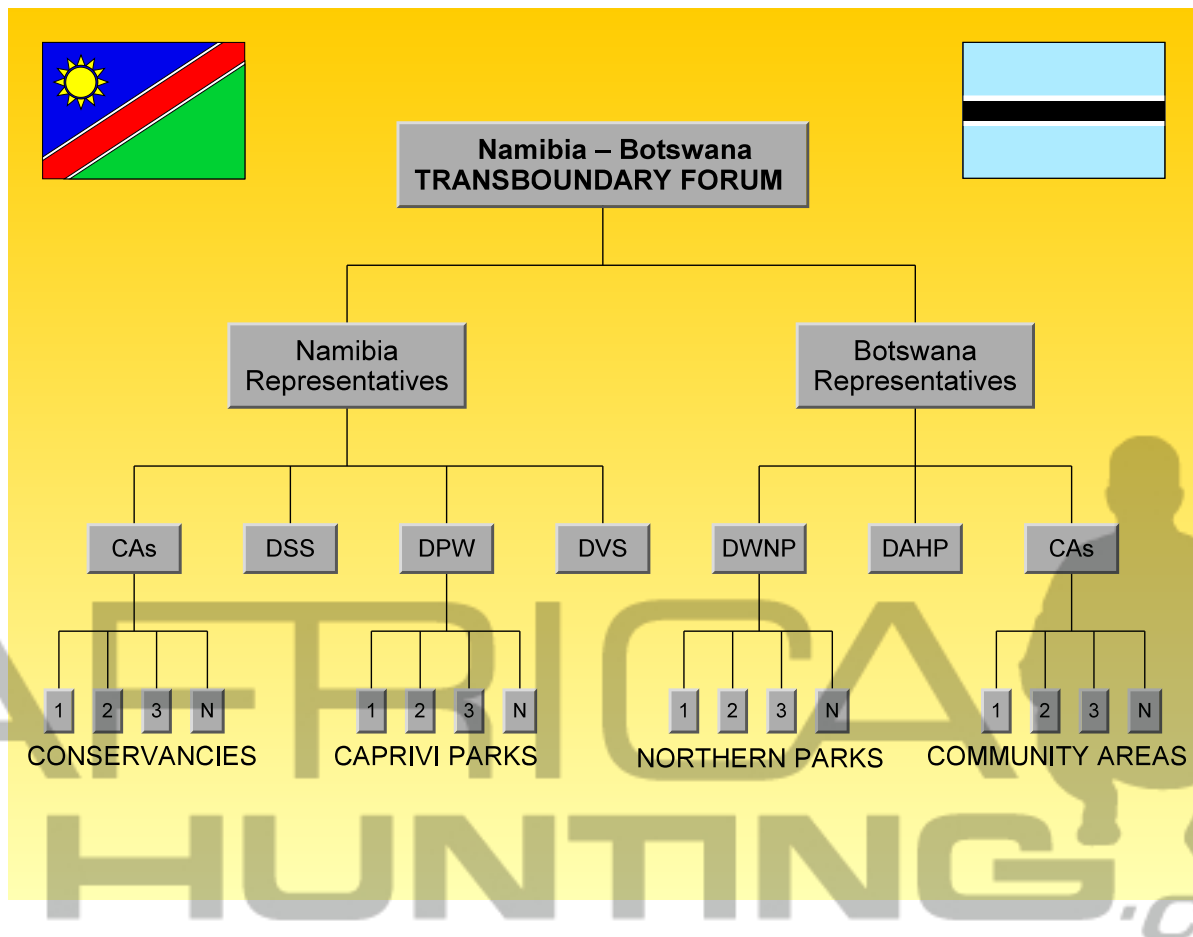 Namibia – Botswana
TRANSBOUNDARY FORUM
Namibia
Representatives
Botswana
Representatives
CAs
DSS
DPW
DVS
DWNP
DAHP
CAs
1 2 3 N
1 2 3 N
1 2 3 N
1 2 3 N
CONSERVANCIES
CAPRIVI PARKS
NORTHERN PARKS
COMMUNITY AREAS
AFRICA
HUNTING